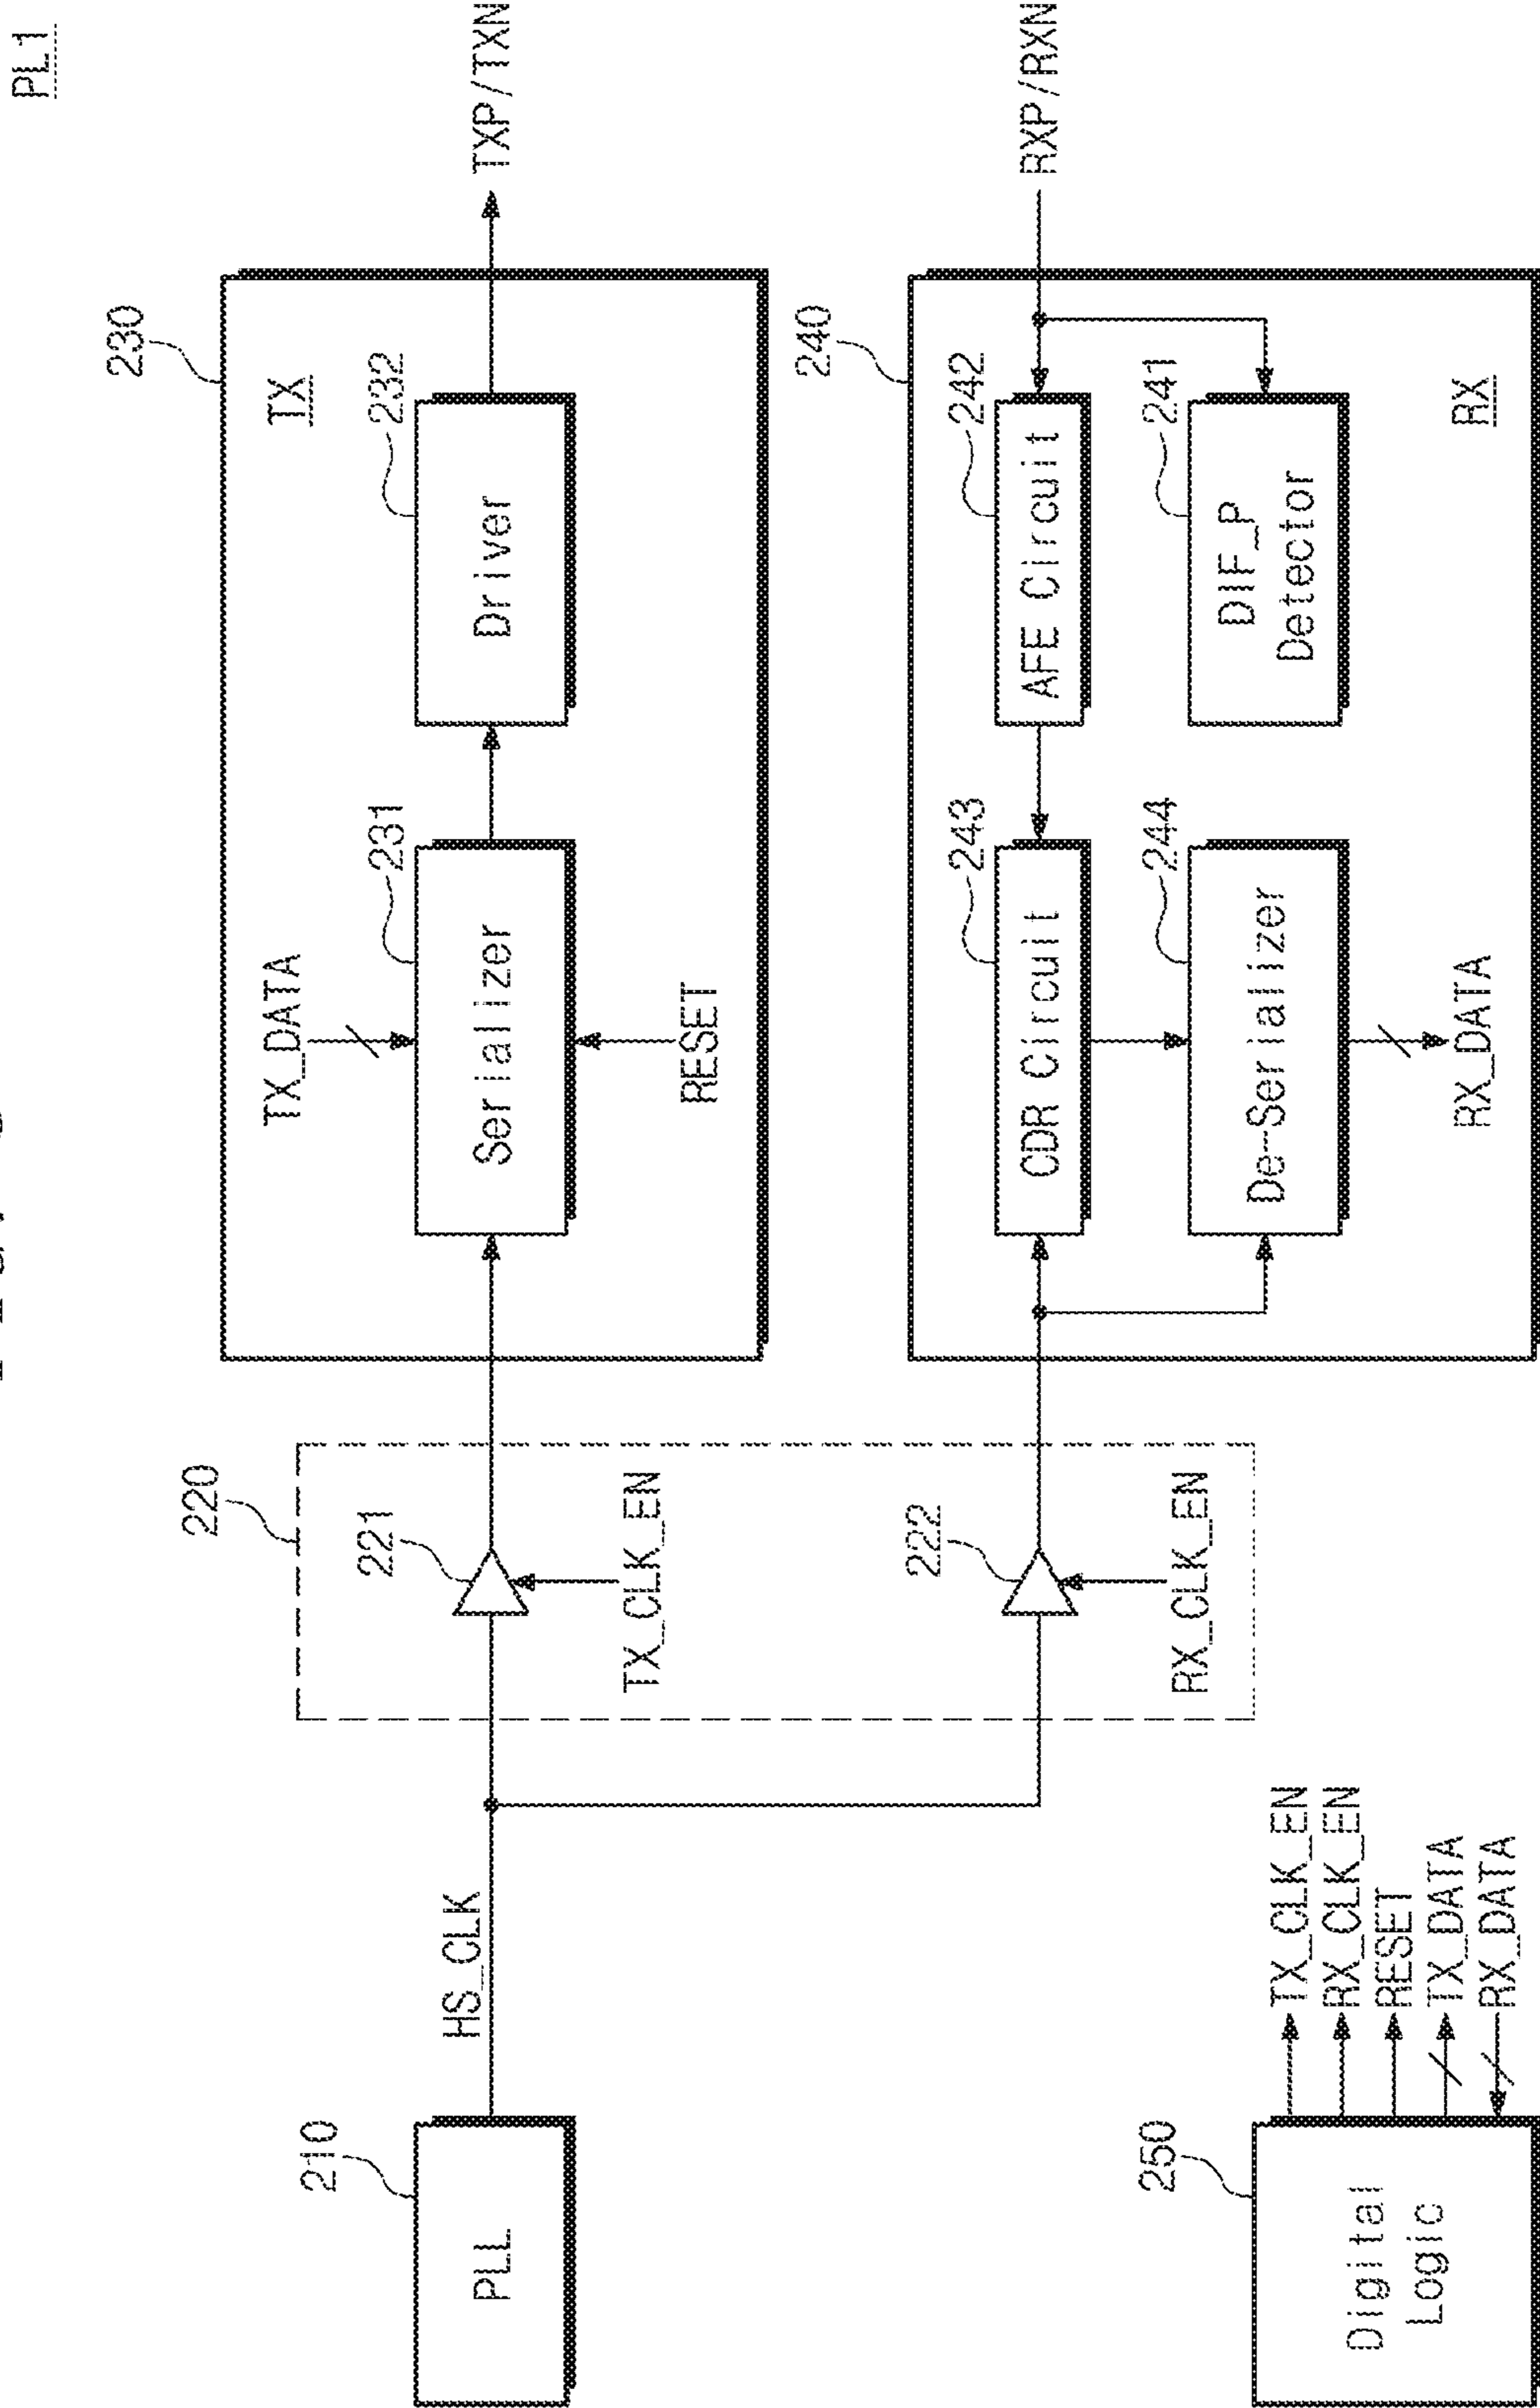 PL1
230
TX
TX_DATA
231
232
220
221
210
HS_CLK
PLL
Serializer
Driver
TXP/TXN
TX_CLK_EN
RESET
240
222
243
242
CDR Circuit
AFE Circuit
RXP/RXN
RX_CLK_EN
244
241
De-Serializer
DIF_P
Detector
RX_DATA
RX
250
Digital
Logic
TX_CLK_EN
RX_CLK_EN
RESET
TX_DATA
RX_DATA